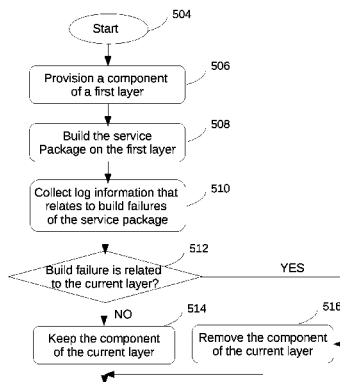 504
Start
506
Provision a component
of a first layer
508
Build the service
Package on the first layer
510
Collect log information that
relates to build failures
of the service package
512
Build failure is related
to the current layer?
YES
NO
514
516
Keep the component
of the current layer
Remove the component
of the current layer